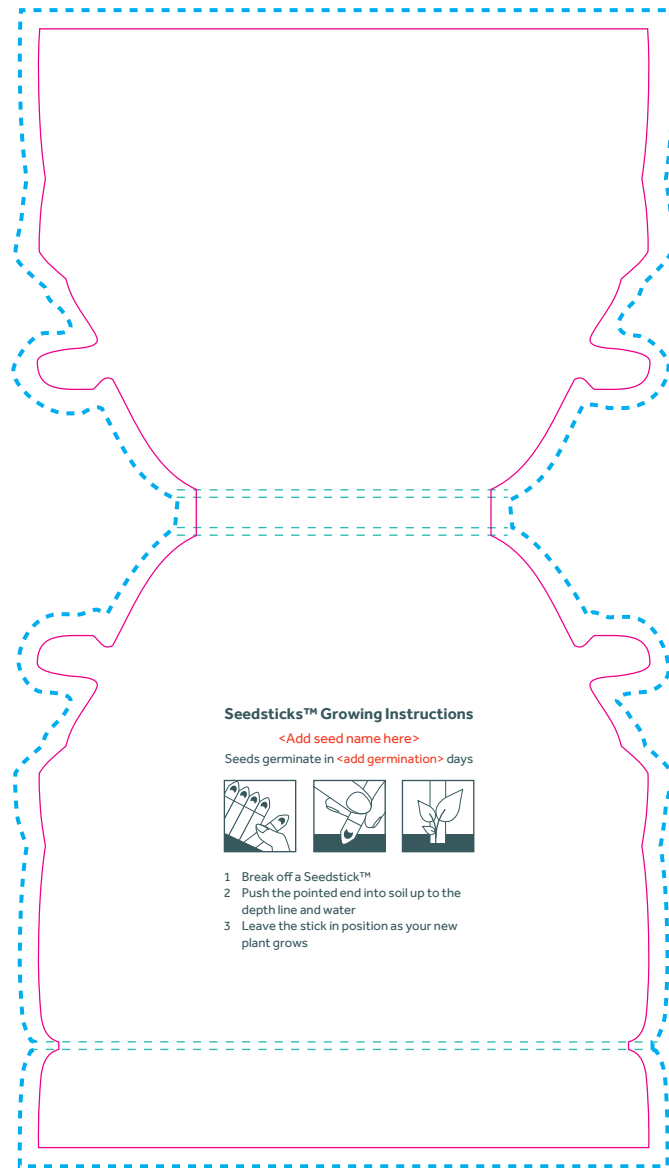 Seedsticks™ Growing Instructions
<Add seed name here>
Seeds germinate in <add germination> days
1 Break off a Seedstick™
2 Push the pointed end into soil up to the
depth line and water
3 Leave the stick in position as your new
plant grows